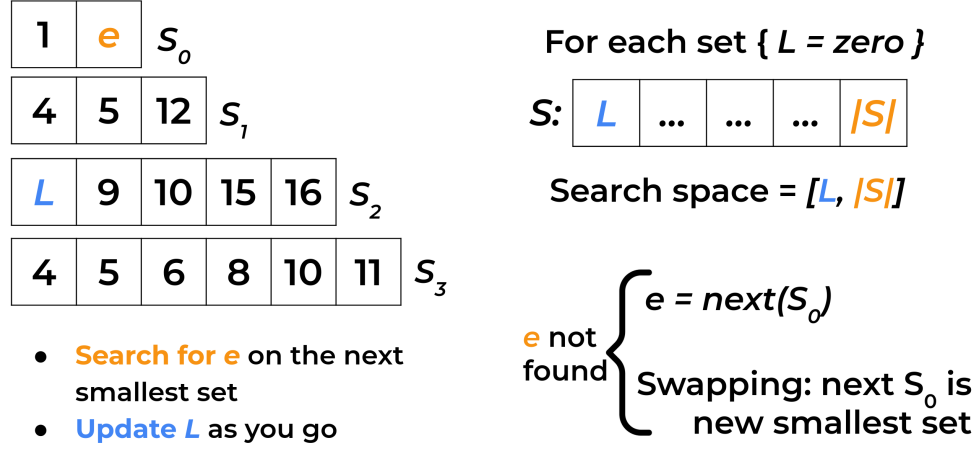 1 e S0
4 5 12 S1
L 9 10 15 16 S2
4 5 6 8 10 11 S3
● Search for e on the next
smallest set
● Update L as you go
For each set { L = zero }
S: L ... ... ... |S|
Search space = [L, |S|]
e not
found
e = next(S0)
Swapping: next S0 is
new smallest set